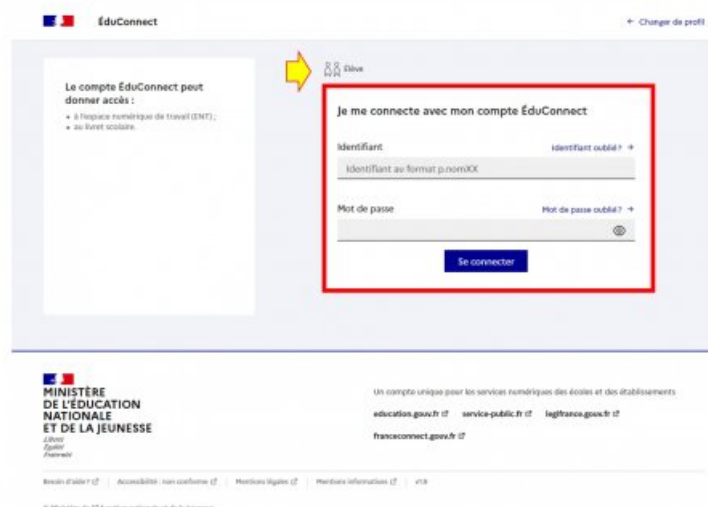 ÉduConnect
← Changer de profil
Élève
Le compte ÉduConnect peut
donner accès :
• à l'espace numérique de travail (ENT) ;
• au livret scolaire.
Je me connecte avec mon compte ÉduConnect
Identifiant
Identifiant oublié? →
Identifiant au format p.nomXX
Mot de passe
Mot de passe oublié? →
Se connecter
MINISTÈRE
DE L'ÉDUCATION
NATIONALE
ET DE LA JEUNESSE
Liberté
Égalité
Fraternité
Un compte unique pour les services numériques des écoles et des établissements
education.gouv.fr
service-public.fr
legifrance.gouv.fr
franceconnect.gouv.fr
Besoin d'aide ?
Accessibilité : non conforme
Mentions légales
Mentions informatives